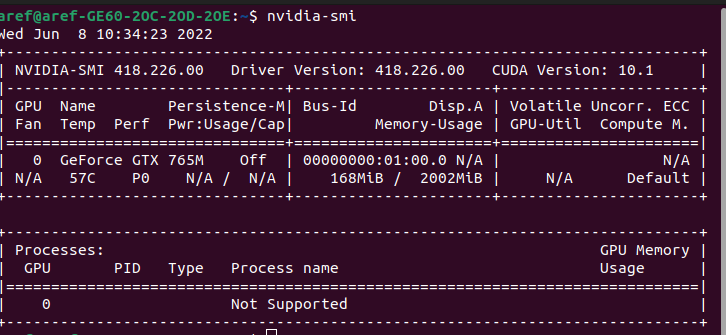 aref@aref-GE60-2OC-2OD-2OE:~$ nvidia-smi
Wed Jun  8 10:34:23 2022
+-----------------------------------------------------------------------------+
| NVIDIA-SMI 418.226.00   Driver Version: 418.226.00   CUDA Version: 10.1     |
|-------------------------------+----------------------+----------------------+
| GPU  Name        Persistence-M| Bus-Id        Disp.A | Volatile Uncorr. ECC |
| Fan  Temp  Perf  Pwr:Usage/Cap|         Memory-Usage | GPU-Util  Compute M. |
|===============================+======================+======================|
|   0  GeForce GTX 765M    Off  | 00000000:01:00.0 N/A |                  N/A |
| N/A   57C    P0    N/A /  N/A |    168MiB /  2002MiB |     N/A      Default |
+-------------------------------+----------------------+----------------------+

+-----------------------------------------------------------------------------+
| Processes:                                                       GPU Memory |
|  GPU       PID   Type   Process name                             Usage      |
|=============================================================================|
|    0                    Not Supported                                       |
+-----------------------------------------------------------------------------+